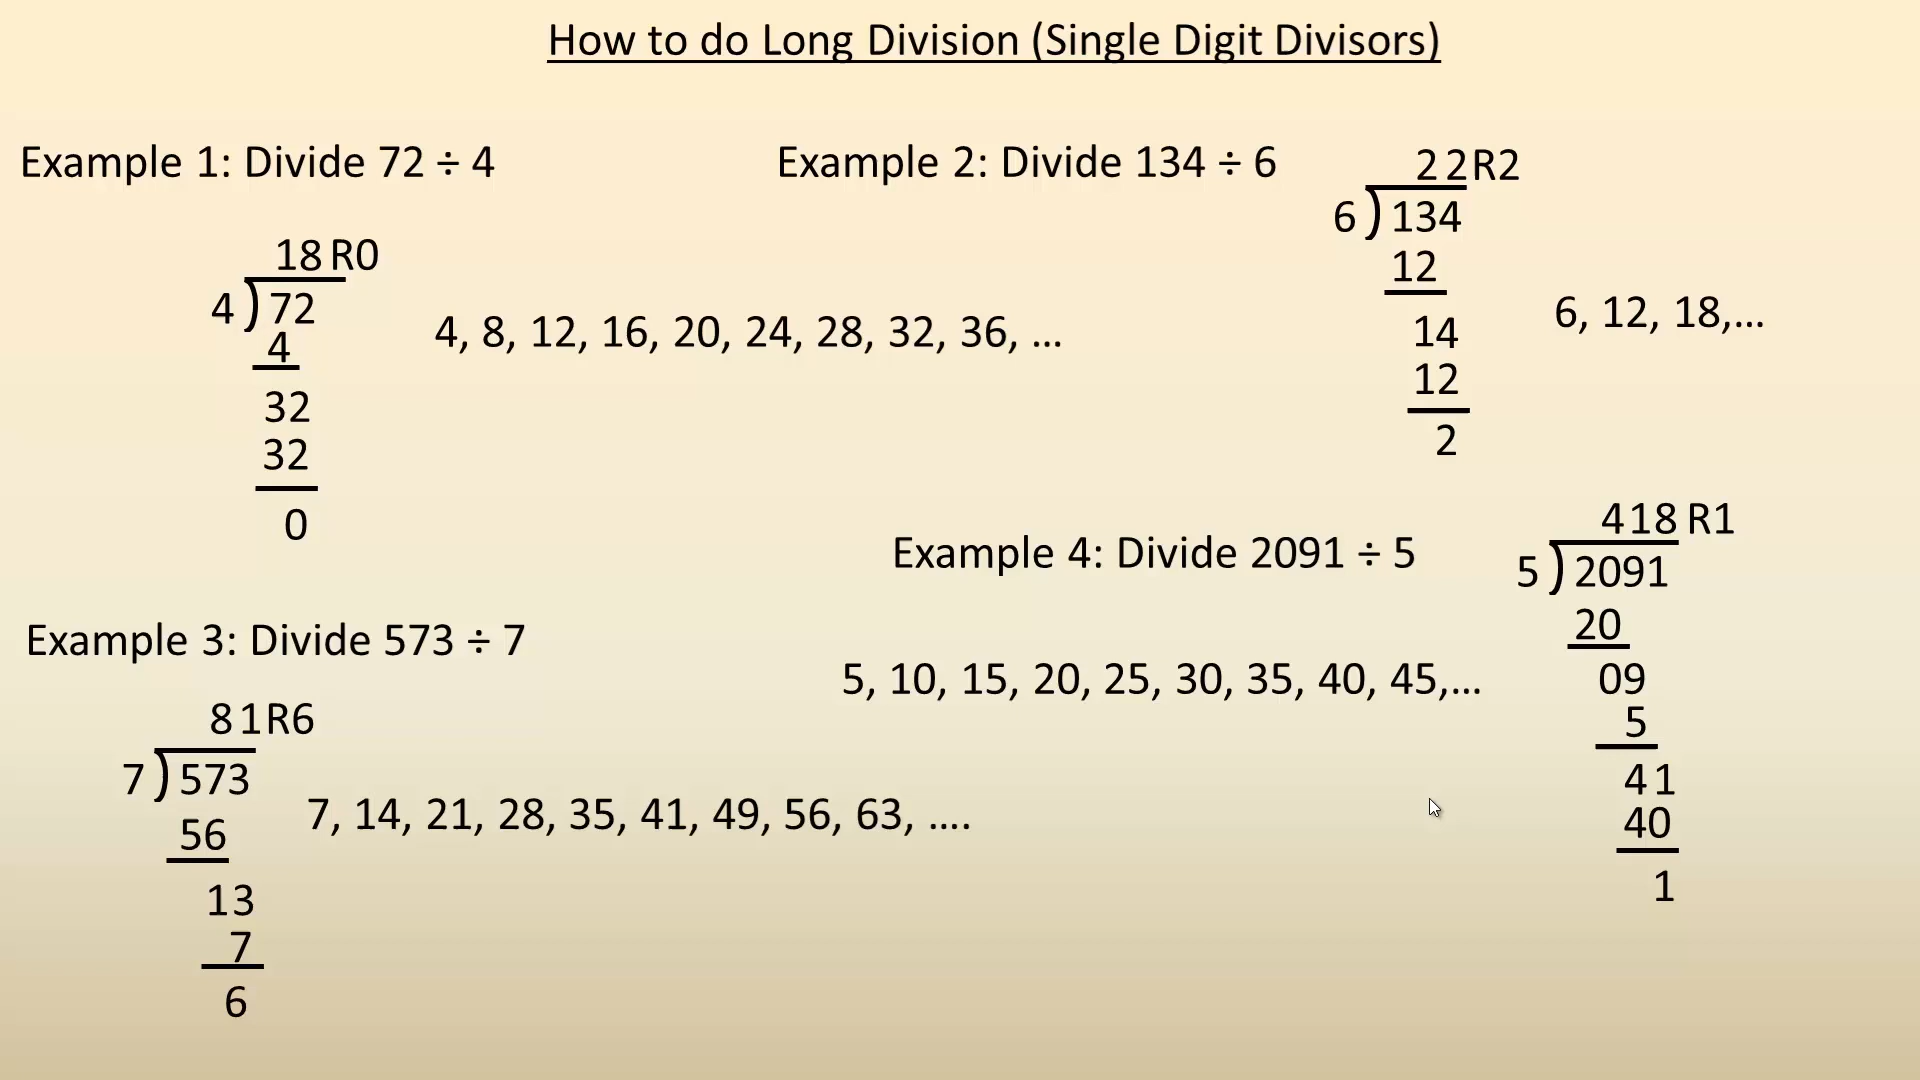 How to do Long Division (Single Digit Divisors)
Example 1: Divide 72 ÷ 4
18 R0
4 ) 72
4
32
32
0
4, 8, 12, 16, 20, 24, 28, 32, 36, ...
Example 2: Divide 134 ÷ 6
22R2
6 ) 134
12
14
12
2
6, 12, 18,...
Example 3: Divide 573 ÷ 7
81R6
7 ) 573
56
13
7
6
7, 14, 21, 28, 35, 41, 49, 56, 63, ....
Example 4: Divide 2091 ÷ 5
418 R1
5 ) 2091
20
09
5
41
40
1
5, 10, 15, 20, 25, 30, 35, 40, 45,...